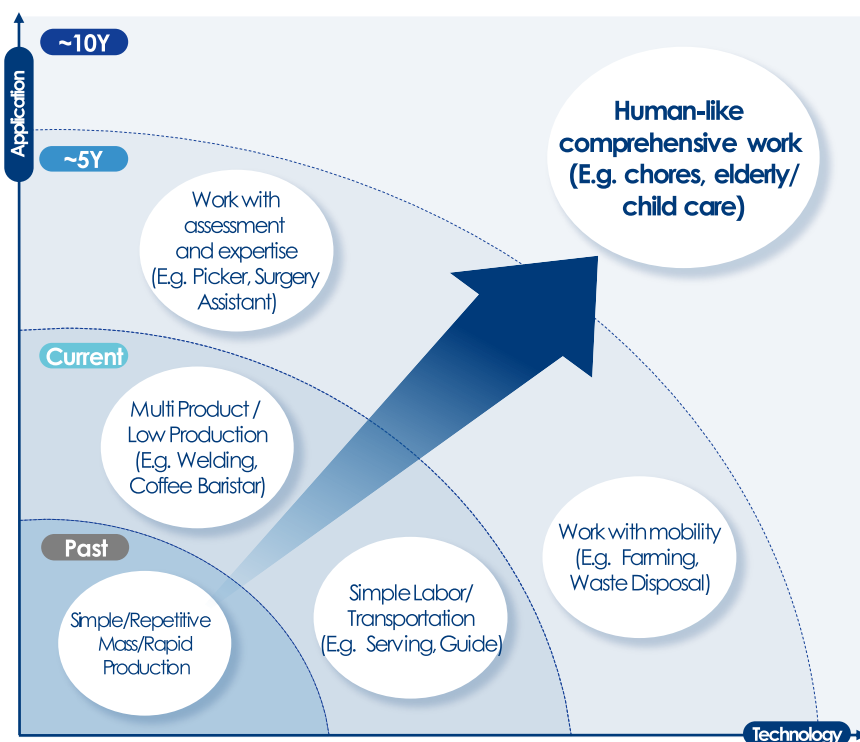 ~10Y
Application
Human-like
comprehensive work
(E.g. chores, elderly/
child care)
~5Y
Work with
assessment
and expertise
(E.g. Picker, Surgery
Assistant)
Current
Multi Product /
Low Production
(E.g. Welding,
Coffee Baristar)
Work with mobility
(E.g. Farming,
Waste Disposal)
Past
Simple/Repetitive
Mass/Rapid
Production
Simple Labor/
Transportation
(E.g. Serving, Guide)
Technology